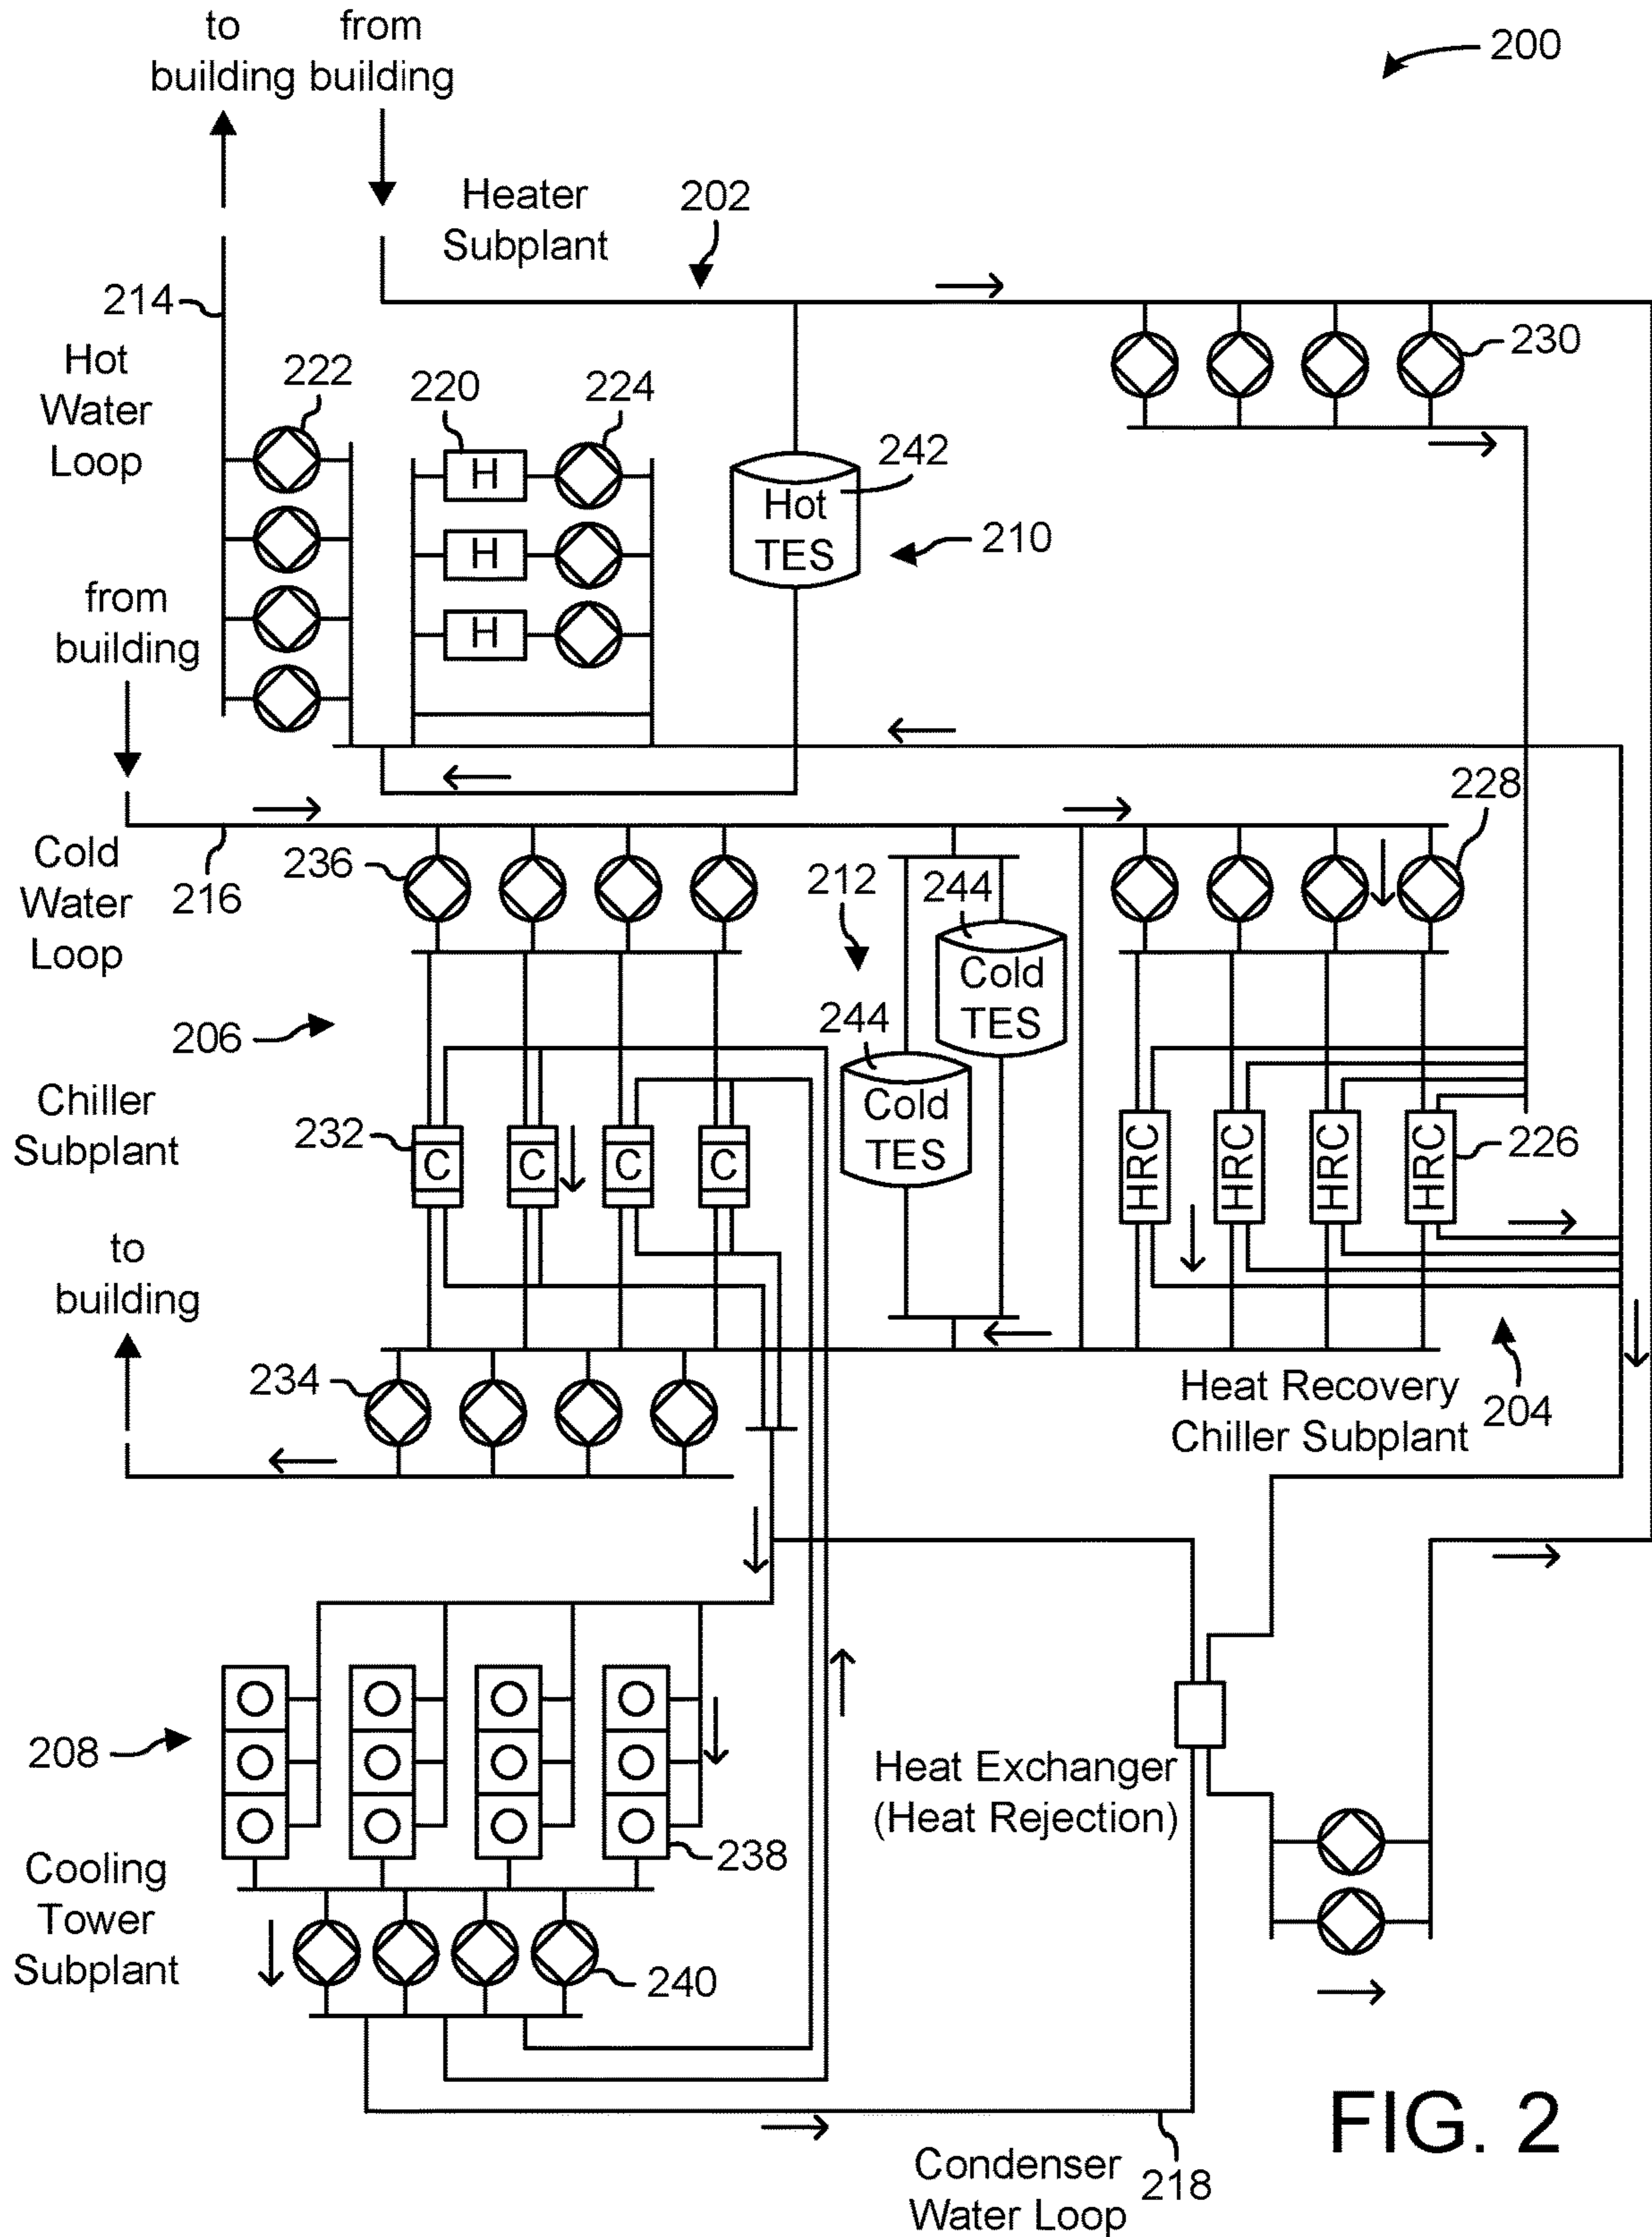 to
building
from
building
200
Heater
Subplant
202
214
Hot
Water
Loop
222
220
224
230
H
H
H
Hot
TES
242
210
from
building
228
Cold
Water
Loop
216
236
212
244
Cold
TES
244
Cold
TES
206
Chiller
Subplant
232
C
C
C
C
HRC
HRC
HRC
HRC
226
to
building
234
Heat Recovery
Chiller Subplant
204
208
238
Heat Exchanger
(Heat Rejection)
Cooling
Tower
Subplant
240
Condenser
Water Loop
218
FIG. 2